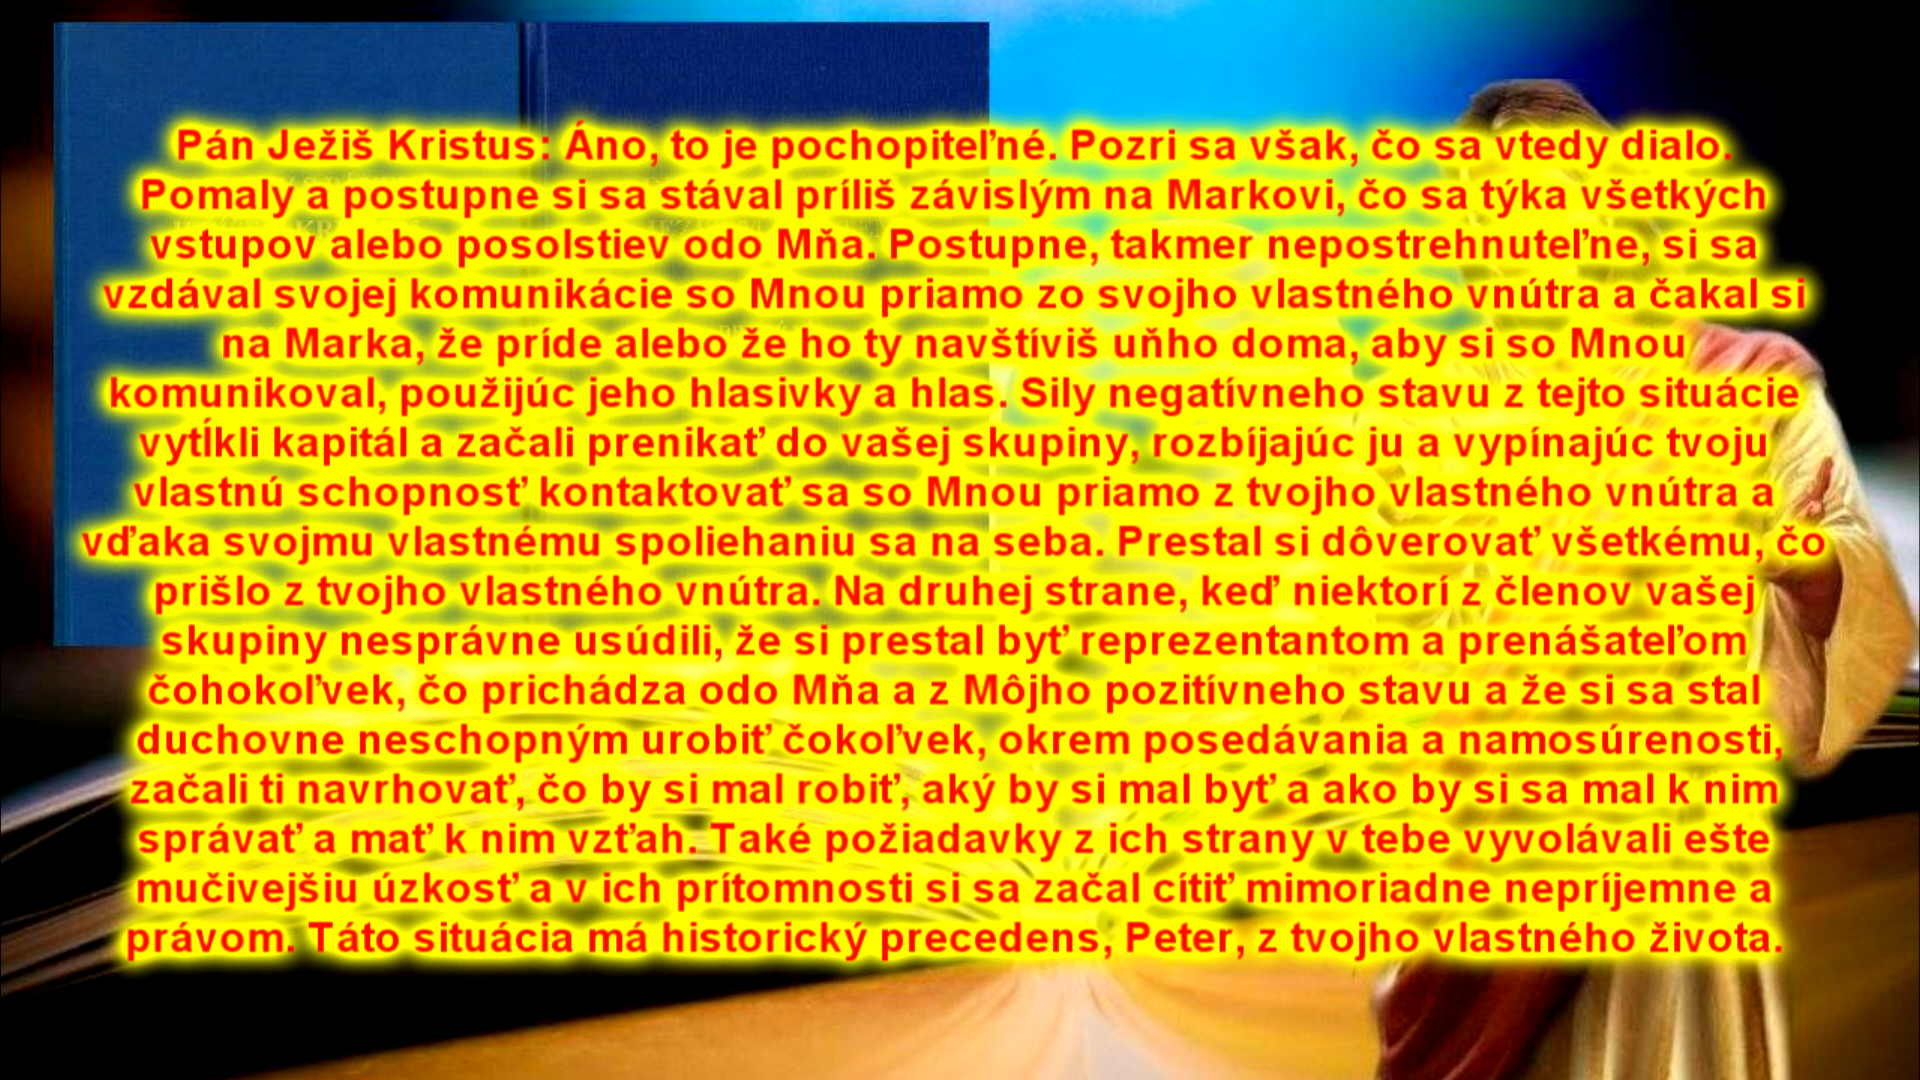 Pán Ježiš Kristus: Áno, to je pochopiteľné. Pozri sa však, čo sa vtedy dialo.
Pomaly a postupne si sa stával príliš závislým na Markovi, čo sa týka všetkých
vstupov alebo posolstiev odo Mňa. Postupne, takmer nepostrehnuteľne, si sa
vzdával svojej komunikácie so Mnou priamo zo svojho vlastného vnútra a čakal si
na Marka, že príde alebo že ho ty navštíviš uňho doma, aby si so Mnou
komunikoval, použijúc jeho hlasivky a hlas. Sily negatívneho stavu z tejto situácie
vytĺkli kapitál a začali prenikať do vašej skupiny, rozbíjajúc ju a vypínajúc tvoju
vlastnú schopnosť kontaktovať sa so Mnou priamo z tvojho vlastného vnútra a
vďaka svojmu vlastnému spoliehaniu sa na seba. Prestal si dôverovať všetkému, čo
prišlo z tvojho vlastného vnútra. Na druhej strane, keď niektorí z členov vašej
skupiny nesprávne usúdili, že si prestal byť reprezentantom a prenášateľom
čohokoľvek, čo prichádza odo Mňa a z Môjho pozitívneho stavu a že si sa stal
duchovne neschopným urobiť čokoľvek, okrem posedávania a namosúrenosti,
začali ti navrhovať, čo by si mal robiť, aký by si mal byť a ako by si sa mal k nim
správať a mať k nim vzťah. Také požiadavky z ich strany v tebe vyvolávali ešte
mučivejšiu úzkosť a v ich prítomnosti si sa začal cítiť mimoriadne nepríjemne a
právom. Táto situácia má historický precedens, Peter, z tvojho vlastného života.